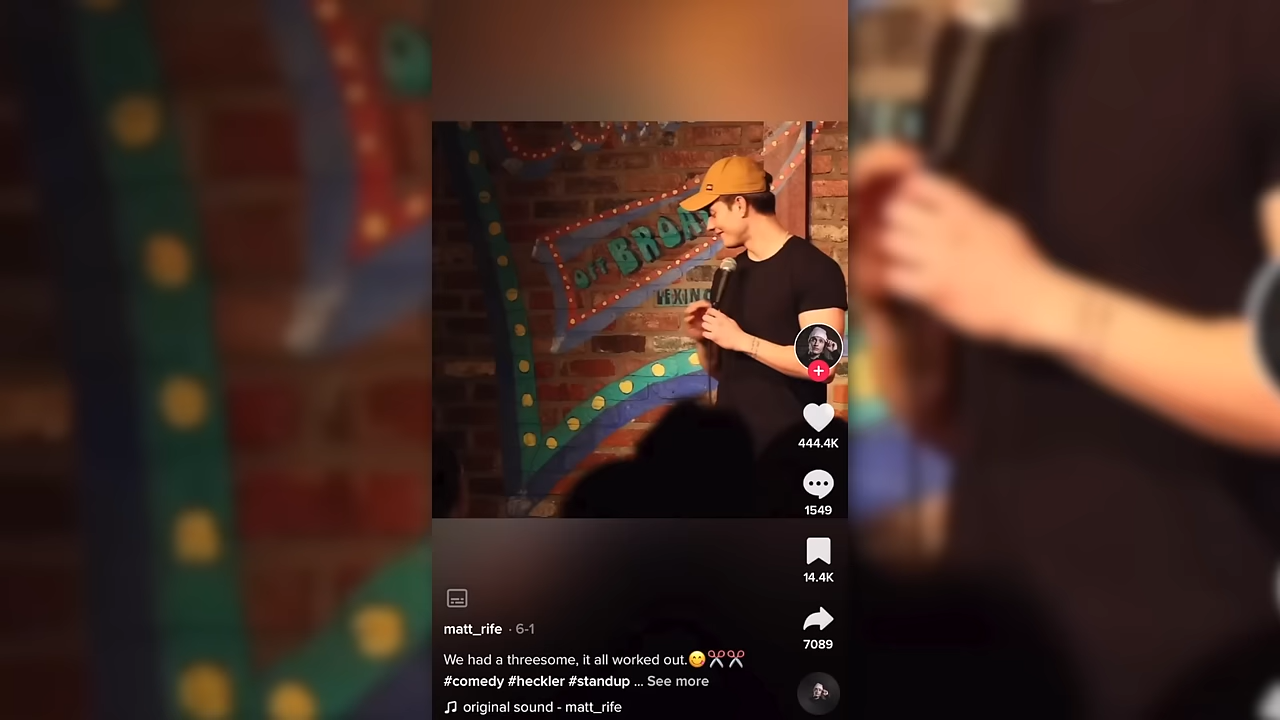 OFF BROA
LEXING
444.4K
1549
14.4K
7089
matt_rife · 6-1
We had a threesome, it all worked out.😋✂️✂️
#comedy #heckler #standup ... See more
original sound - matt_rife